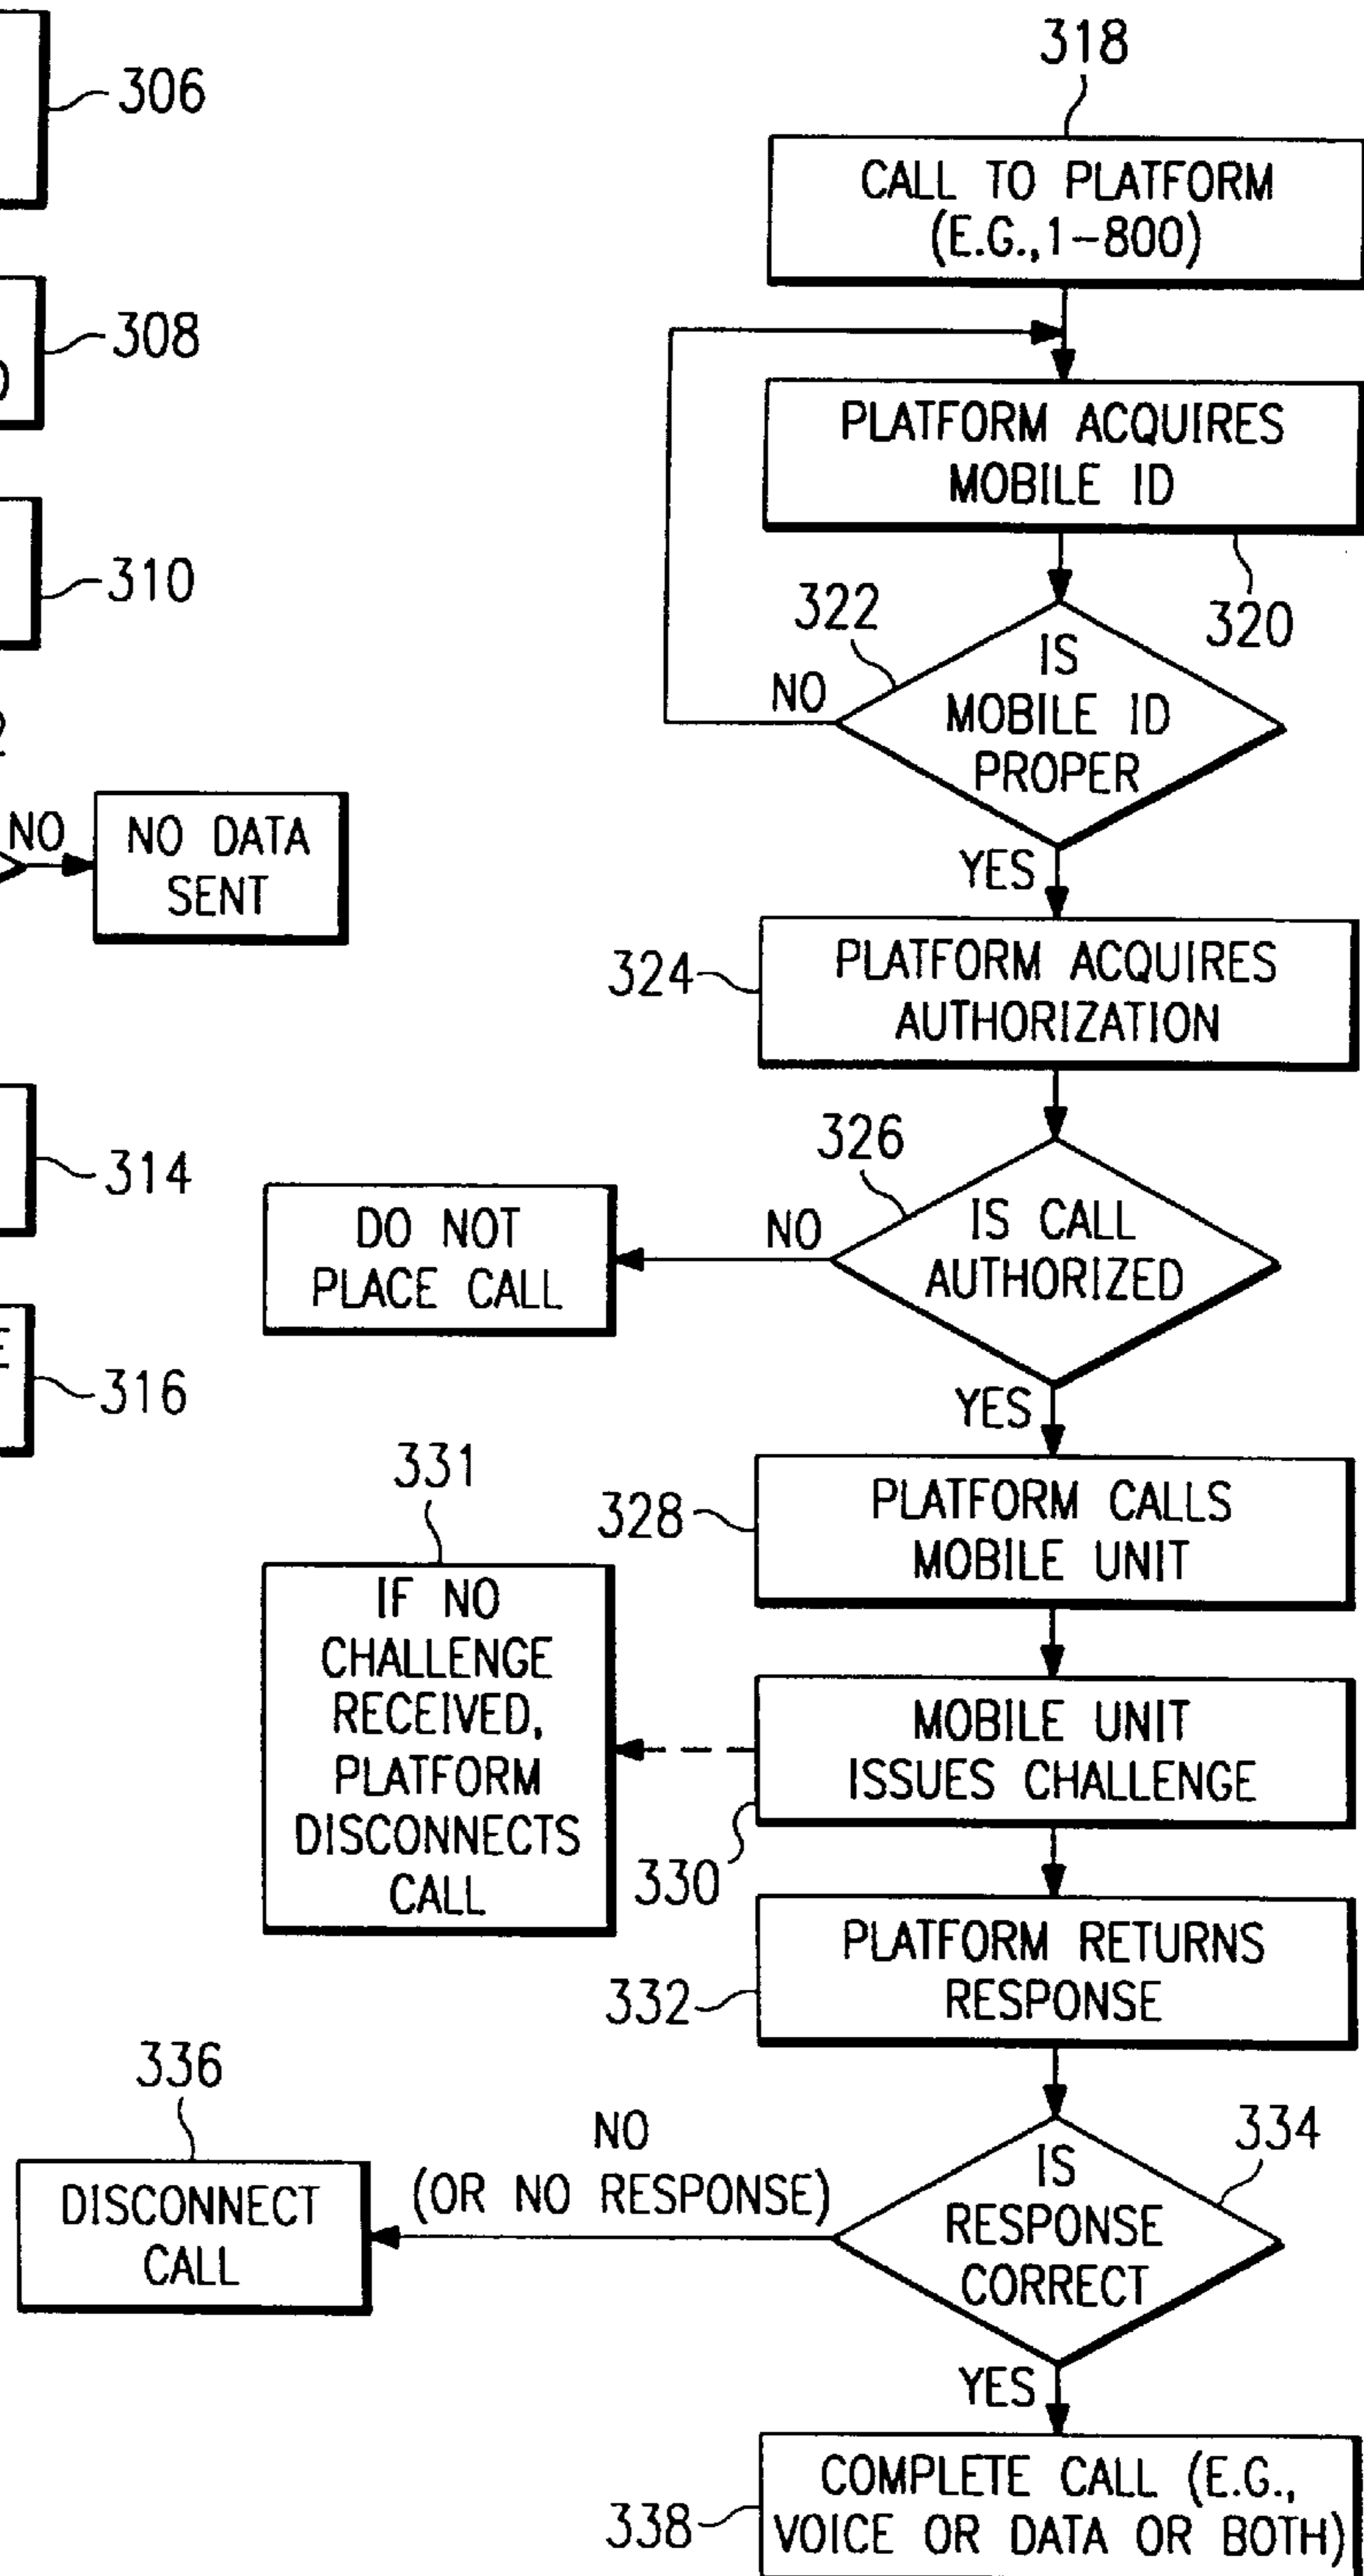 306
308
310
NO
NO DATA
SENT
314
316
318
CALL TO PLATFORM
(E.G.,1-800)
PLATFORM ACQUIRES
MOBILE ID
320
322
IS
MOBILE ID
PROPER
NO
YES
324
PLATFORM ACQUIRES
AUTHORIZATION
326
IS CALL
AUTHORIZED
NO
DO NOT
PLACE CALL
YES
328
PLATFORM CALLS
MOBILE UNIT
331
IF NO
CHALLENGE
RECEIVED,
PLATFORM
DISCONNECTS
CALL
MOBILE UNIT
ISSUES CHALLENGE
330
PLATFORM RETURNS
RESPONSE
332
334
IS
RESPONSE
CORRECT
NO
(OR NO RESPONSE)
336
DISCONNECT
CALL
YES
COMPLETE CALL (E.G.,
VOICE OR DATA OR BOTH)
338